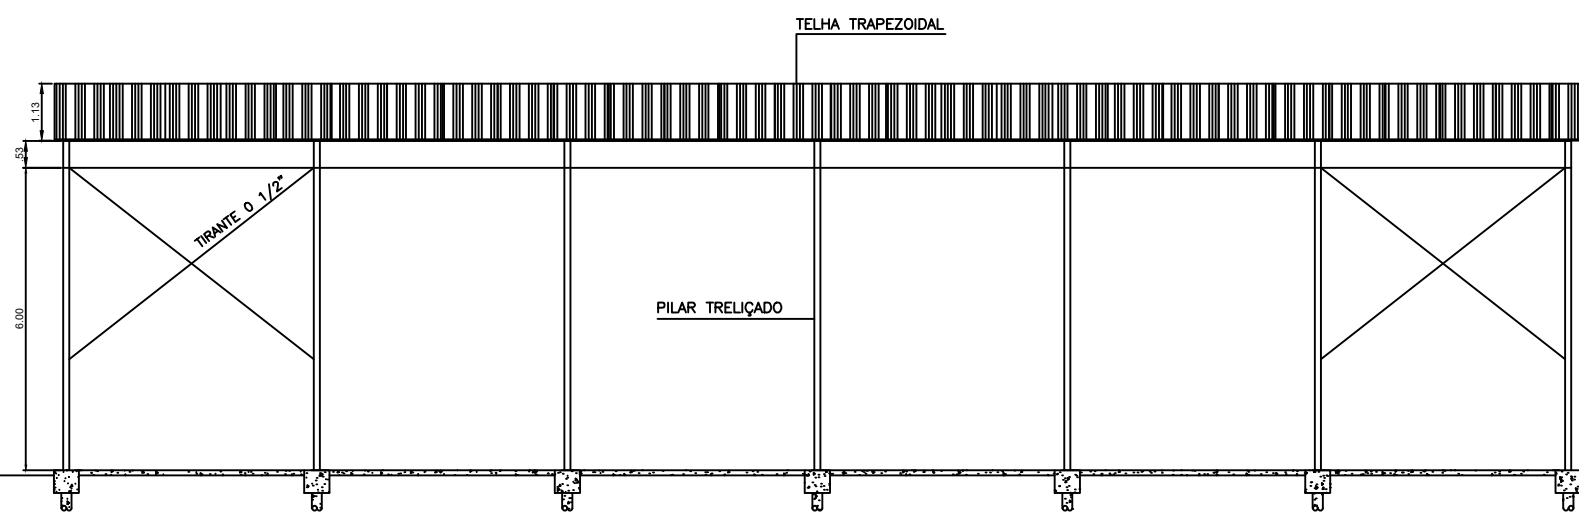 TELHA TRAPEZOIDAL
1.13
.53
TIRANTE O 1/2"
PILAR TRELIÇADO
6.00